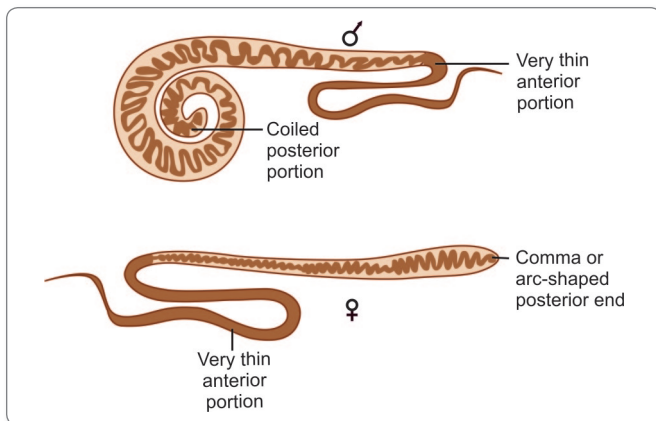 Very thin
anterior
portion
Coiled
posterior
portion
Comma or
arc-shaped
posterior end
Very thin
anterior
portion